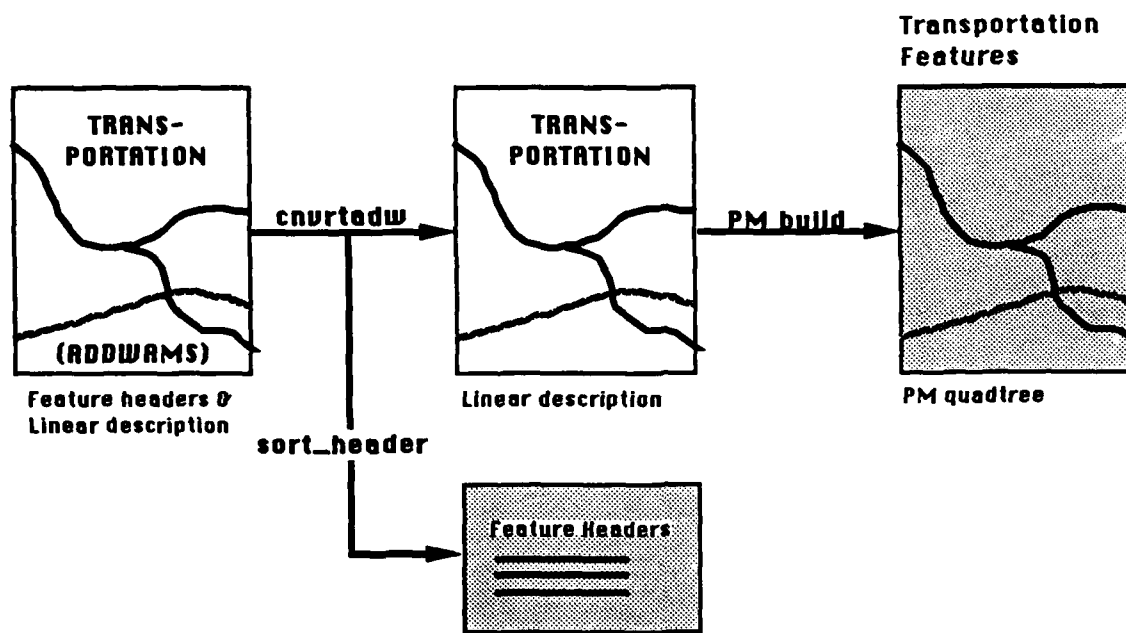 Transportation
Features
TRANS-
PORTATION
(ADDWAMS)
Feature headers &
Linear description
cnvrtadw
sort_header
TRANS-
PORTATION
Linear description
PM build
PM quadtree
Feature Headers